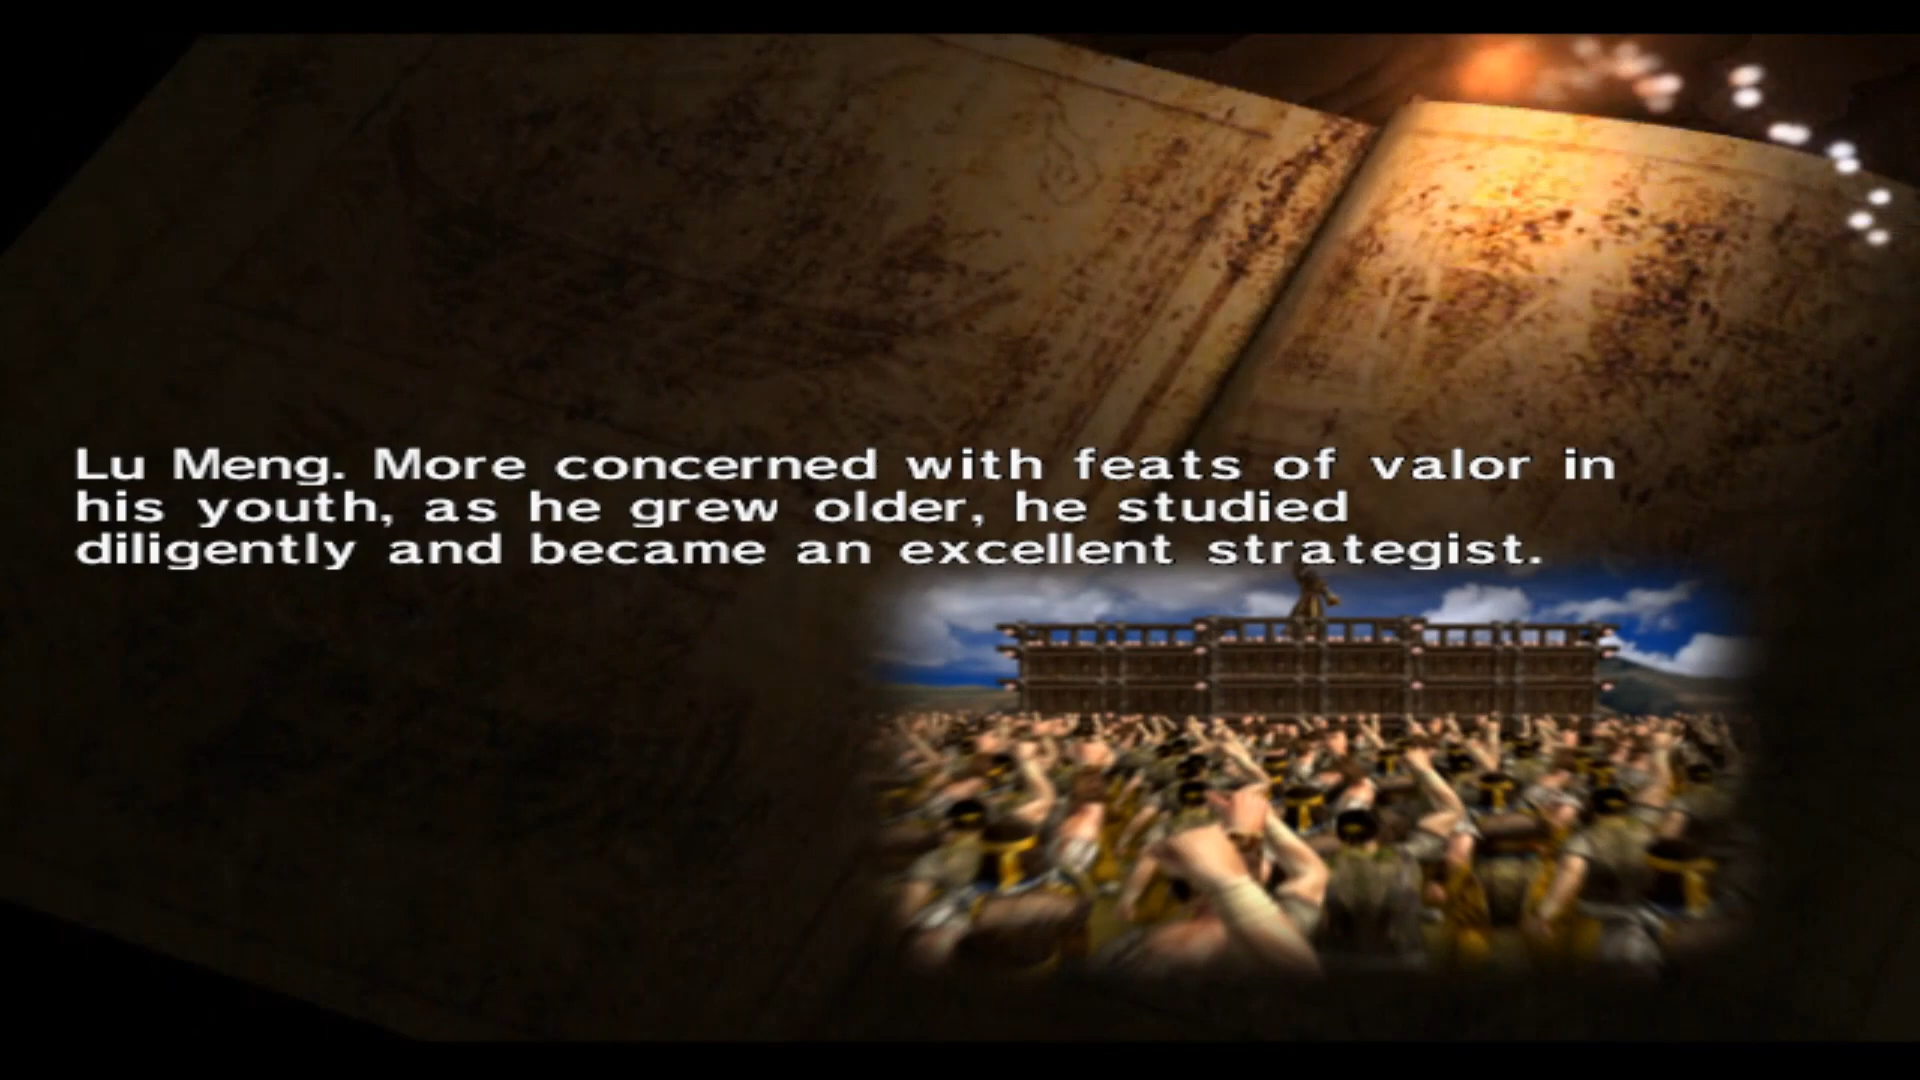 Lu Meng. More concerned with feats of valor in
his youth, as he grew older, he studied
diligently and became an excellent strategist.